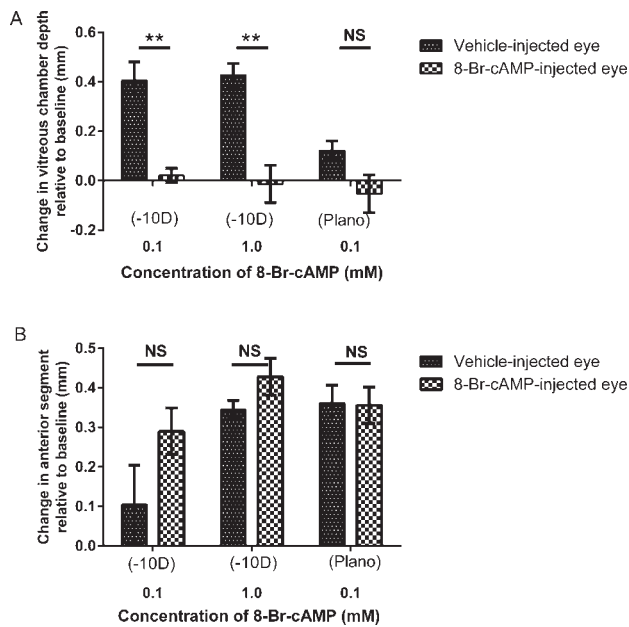 A
Change in vitreous chamber depth
relative to baseline (mm)
0.6
0.4
0.2
0.0
-0.2
**
**
NS
Vehicle-injected eye
8-Br-cAMP-injected eye
(-10D)
(-10D)
(Plano)
0.1
1.0
0.1
Concentration of 8-Br-cAMP (mM)
B
Change in anterior segment
relative to baseline (mm)
0.5
0.4
0.3
0.2
0.1
0.0
NS
NS
NS
Vehicle-injected eye
8-Br-cAMP-injected eye
(-10D)
(-10D)
(Plano)
0.1
1.0
0.1
Concentration of 8-Br-cAMP (mM)